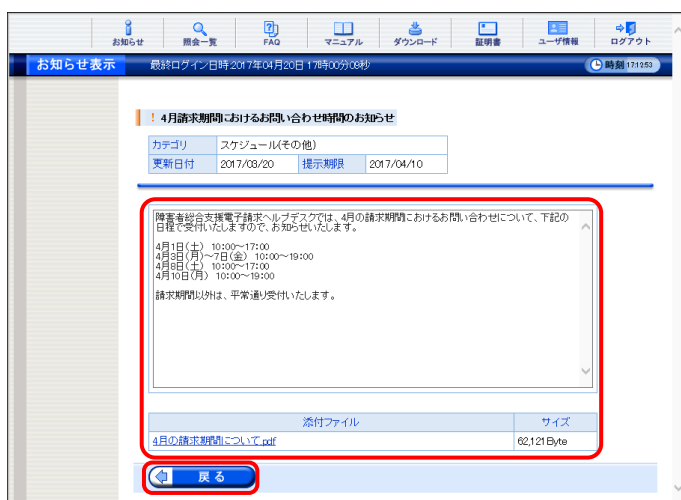 お知らせ 照会一覧 FAQ マニュアル ダウンロード 証明書 ユーザ情報 ログアウト
お知らせ表示 最終ログイン日時:2017年04月20日 17時00分09秒 時刻 17:12:53
! 4月請求期間におけるお問い合わせ時間のお知らせ
カテゴリ スケジュール(その他)
更新日付 2017/03/20 提示期限 2017/04/10
障害者総合支援電子請求ヘルプデスクでは、4月の請求期間におけるお問い合わせについて、下記の
日程で受付いたしますので、お知らせいたします。
4月1日(土) 10:00~17:00
4月3日(月)~7日(金) 10:00~19:00
4月8日(土) 10:00~17:00
4月10日(月) 10:00~19:00
請求期間以外は、平常通り受付いたします。
添付ファイル サイズ
4月の請求期間について.pdf 62,121 Byte
戻る